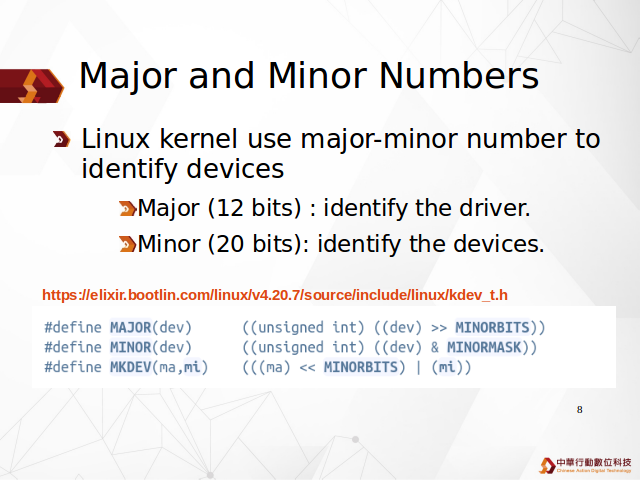 Major and Minor Numbers
Linux kernel use major-minor number to
identify devices
Major (12 bits) : identify the driver.
Minor (20 bits): identify the devices.
https://elixir.bootlin.com/linux/v4.20.7/source/include/linux/kdev_t.h
#define MAJOR(dev) ((unsigned int) ((dev) >> MINORBITS))
#define MINOR(dev) ((unsigned int) ((dev) & MINORMASK))
#define MKDEV(ma,mi) (((ma) << MINORBITS) | (mi))
8
中華行動數位科技
Chinese Action Digital Technology